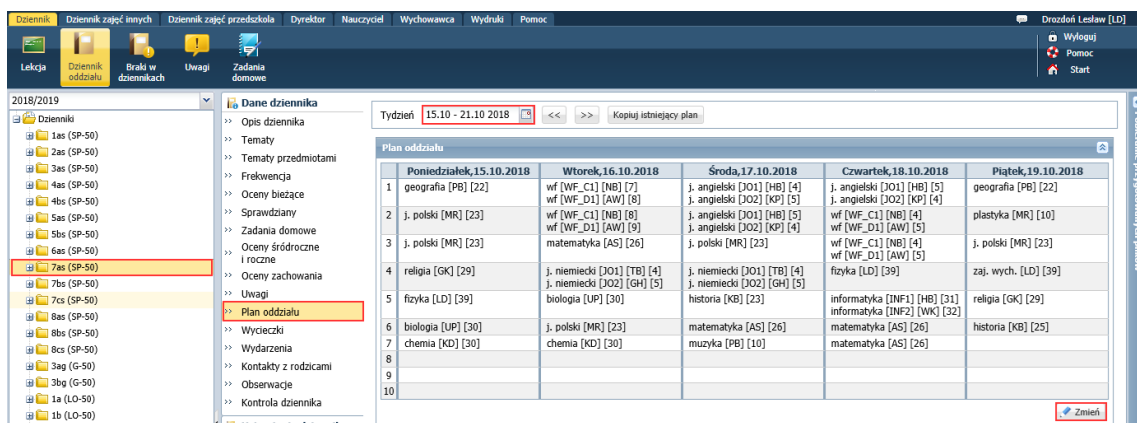 Dziennik Dziennik zajęć innych Dziennik zajęć przedszkola Dyrektor Nauczyciel Wychowawca Wydruki Pomoc Drozdoń Lesław [LD]
Lekcja
Dziennik oddziału
Braki w dziennikach
Uwagi
Zadania domowe
Wyloguj
Pomoc
Start
2018/2019
Dzienniki
1as (SP-50)
2as (SP-50)
3as (SP-50)
4as (SP-50)
4bs (SP-50)
5as (SP-50)
5bs (SP-50)
6as (SP-50)
7as (SP-50)
7bs (SP-50)
7cs (SP-50)
8as (SP-50)
8bs (SP-50)
8cs (SP-50)
3ag (G-50)
3bg (G-50)
1a (LO-50)
1b (LO-50)
Dane dziennika
Opis dziennika
Tematy
Tematy przedmiotami
Frekwencja
Oceny bieżące
Sprawdziany
Zadania domowe
Oceny śródroczne
i roczne
Oceny zachowania
Uwagi
Plan oddziału
Wycieczki
Wydarzenia
Kontakty z rodzicami
Obserwacje
Kontrola dziennika
Tydzień 15.10 - 21.10 2018 << >> Kopiuj istniejący plan
Plan oddziału
Poniedziałek,15.10.2018 Wtorek,16.10.2018 Środa,17.10.2018 Czwartek,18.10.2018 Piątek,19.10.2018
1 geografia [PB] [22] wf [WF_C1] [NB] [7] j. angielski [JO1] [HB] [4] j. angielski [JO1] [HB] [5] geografia [PB] [22]
wf [WF_D1] [AW] [8] j. angielski [JO2] [KP] [5] j. angielski [JO2] [KP] [4]
2 j. polski [MR] [23] wf [WF_C1] [NB] [8] j. angielski [JO1] [HB] [5] wf [WF_C1] [NB] [4] plastyka [MR] [10]
wf [WF_D1] [AW] [9] j. angielski [JO2] [KP] [4] wf [WF_D1] [AW] [5]
3 j. polski [MR] [23] matematyka [AS] [26] j. polski [MR] [23] wf [WF_C1] [NB] [4] j. polski [MR] [23]
wf [WF_D1] [AW] [5]
4 religia [GK] [29] j. niemiecki [JO1] [TB] [4] j. niemiecki [JO1] [TB] [4] fizyka [LD] [39] zaj. wych. [LD] [39]
j. niemiecki [JO2] [GH] [5] j. niemiecki [JO2] [GH] [5]
5 fizyka [LD] [39] biologia [UP] [30] historia [KB] [23] informatyka [INF1] [HB] [31] religia [GK] [29]
informatyka [INF2] [WK] [32]
6 biologia [UP] [30] j. polski [MR] [23] matematyka [AS] [26] matematyka [AS] [26] historia [KB] [25]
7 chemia [KD] [30] chemia [KD] [30] muzyka [PB] [10] matematyka [AS] [26]
8
9
10
Zmień